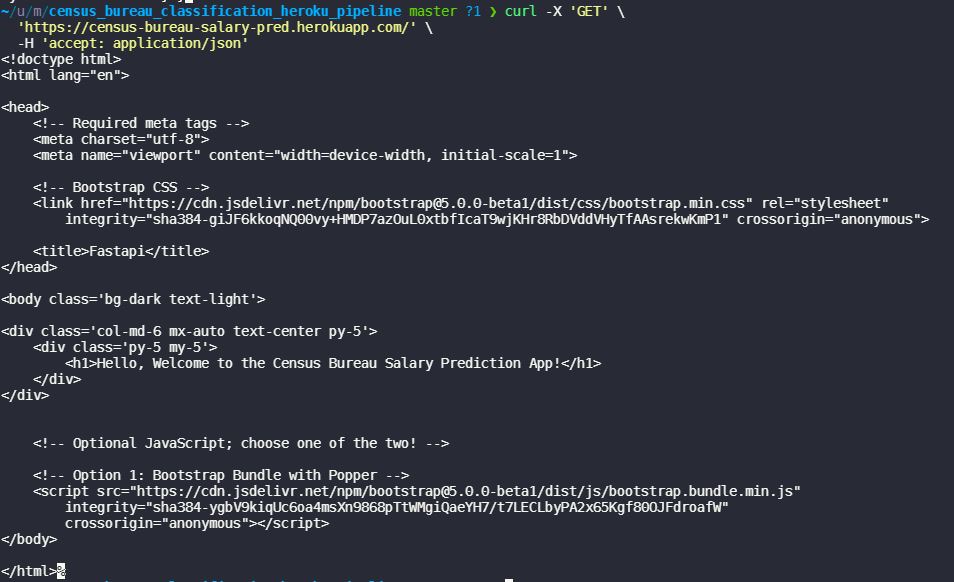 ~/u/m/census_bureau_classification_heroku_pipeline master ?1 ❯ curl -X 'GET' \
  'https://census-bureau-salary-pred.herokuapp.com/' \
  -H 'accept: application/json'
<!doctype html>
<html lang="en">

<head>
    <!-- Required meta tags -->
    <meta charset="utf-8">
    <meta name="viewport" content="width=device-width, initial-scale=1">

    <!-- Bootstrap CSS -->
    <link href="https://cdn.jsdelivr.net/npm/bootstrap@5.0.0-beta1/dist/css/bootstrap.min.css" rel="stylesheet"
        integrity="sha384-giJF6kkoqNQ00vy+HMDP7azOuL0xtbfIcaT9wjKHr8RbDVddVHyTfAAsrekwKmP1" crossorigin="anonymous">

    <title>Fastapi</title>
</head>

<body class='bg-dark text-light'>

<div class='col-md-6 mx-auto text-center py-5'>
    <div class='py-5 my-5'>
        <h1>Hello, Welcome to the Census Bureau Salary Prediction App!</h1>
    </div>
</div>


    <!-- Optional JavaScript; choose one of the two! -->

    <!-- Option 1: Bootstrap Bundle with Popper -->
    <script src="https://cdn.jsdelivr.net/npm/bootstrap@5.0.0-beta1/dist/js/bootstrap.bundle.min.js"
        integrity="sha384-ygbV9kiqUc6oa4msXn9868pTtWMgiQaeYH7/t7LECLbyPA2x65Kgf80OJFdroafW"
        crossorigin="anonymous"></script>
</body>

</html>%